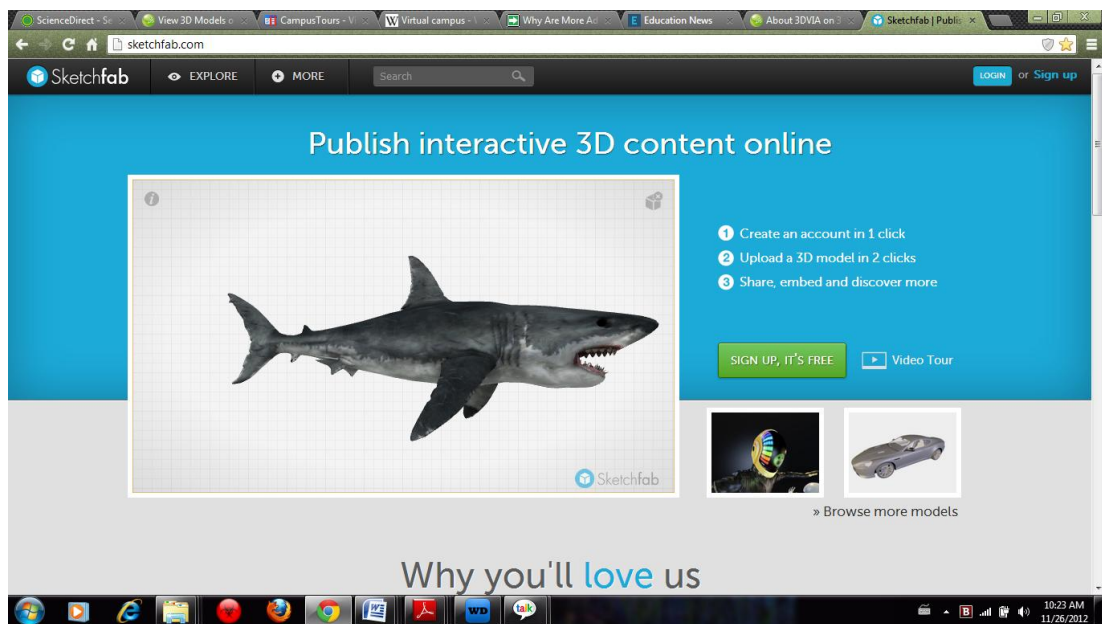 ScienceDirect - Se
View 3D Models o
CampusTours - Vi
W Virtual campus - \
Why Are More Ad
E Education News
About 3DVIA on 3
Sketchfab | Publis
sketchfab.com
Sketchfab
EXPLORE
MORE
Search
LOGIN or Sign up
Publish interactive 3D content online
i
1 Create an account in 1 click
2 Upload a 3D model in 2 clicks
3 Share, embed and discover more
SIGN UP, IT'S FREE
Video Tour
Sketchfab
» Browse more models
Why you'll love us
W
WD
talk
B
10:23 AM
11/26/2012